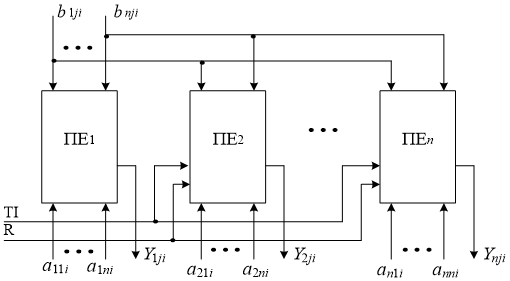 b1ji bnji
ПЕ1 ПЕ2 ПЕn
TI
R
Y1ji Y2ji Ynji
a11i a1ni a21i a2ni an1i anni